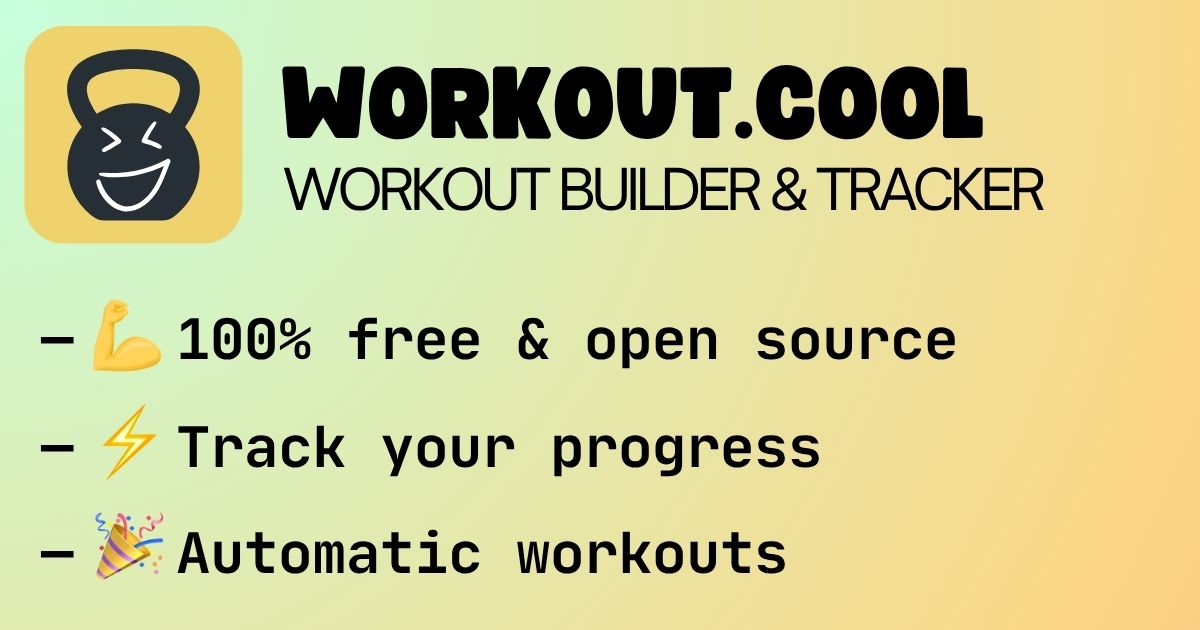 WORKOUT.COOL
WORKOUT BUILDER & TRACKER
– 💪 100% free & open source
– ⚡ Track your progress
– 🎉 Automatic workouts